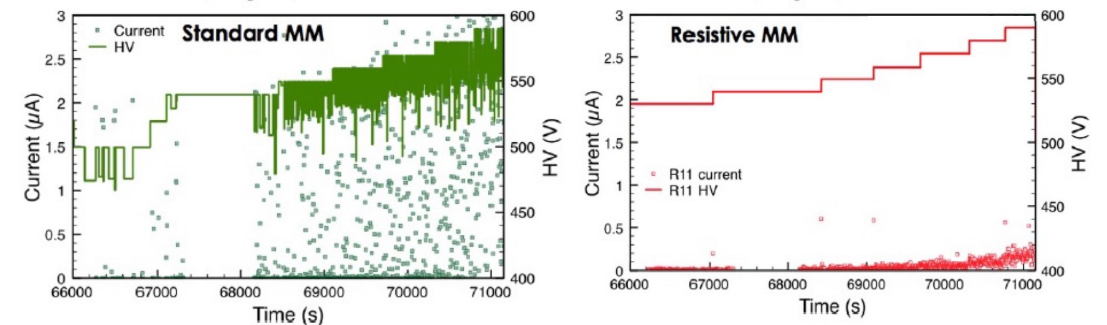 Standard MM
Current
HV
3
2.5
2
1.5
1
0.5
0
Current (μA)
600
550
500
450
400
HV (V)
66000 67000 68000 69000 70000 71000
Time (s)
Resistive MM
R11 current
R11 HV
3
2.5
2
1.5
1
0.5
0
Current (μA)
600
550
500
450
400
HV (V)
66000 67000 68000 69000 70000 71000
Time (s)